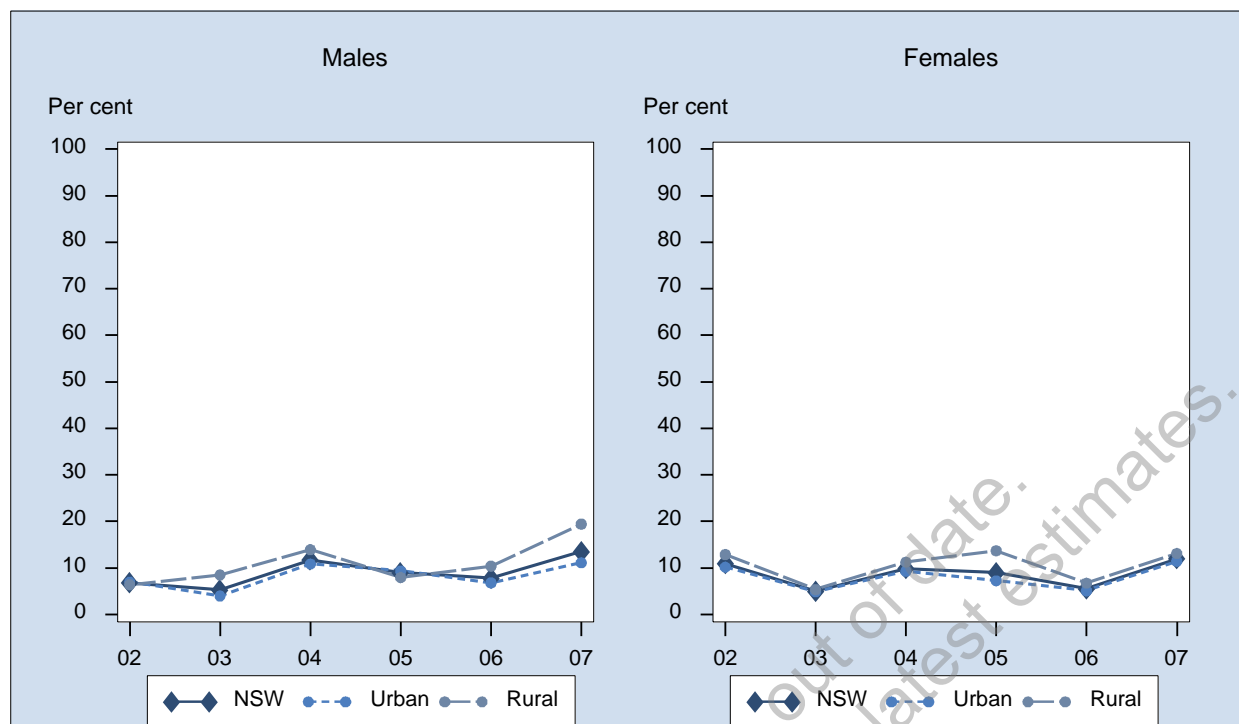 Males
Per cent
100
90
80
70
60
50
40
30
20
10
0
02 03 04 05 06 07
NSW Urban Rural
Females
Per cent
100
90
80
70
60
50
40
30
20
10
0
02 03 04 05 06 07
NSW Urban Rural
out of date.
latest estimates.